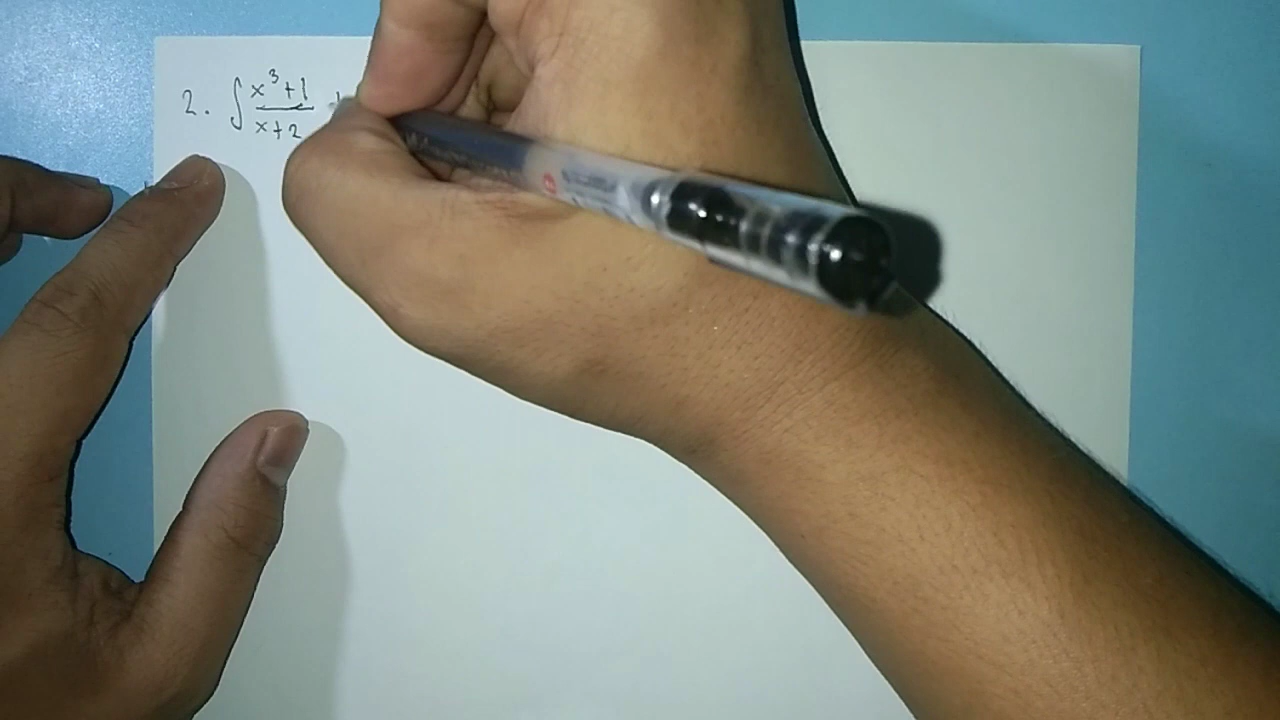 2. ∫ x³+1
x+2